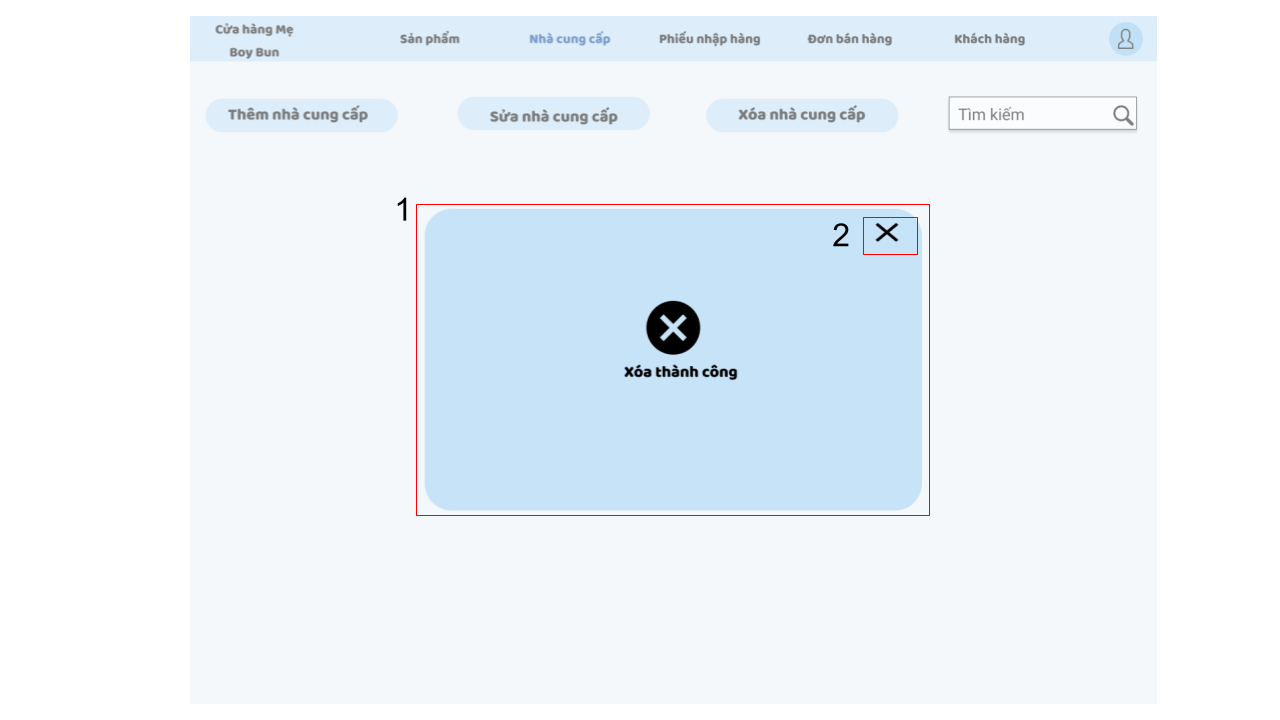 Cửa hàng Mẹ
Boy Bun
Sản phẩm
Nhà cung cấp
Phiếu nhập hàng
Đơn bán hàng
Khách hàng
Thêm nhà cung cấp
Sửa nhà cung cấp
Xóa nhà cung cấp
Tìm kiếm
1
2
Xóa thành công